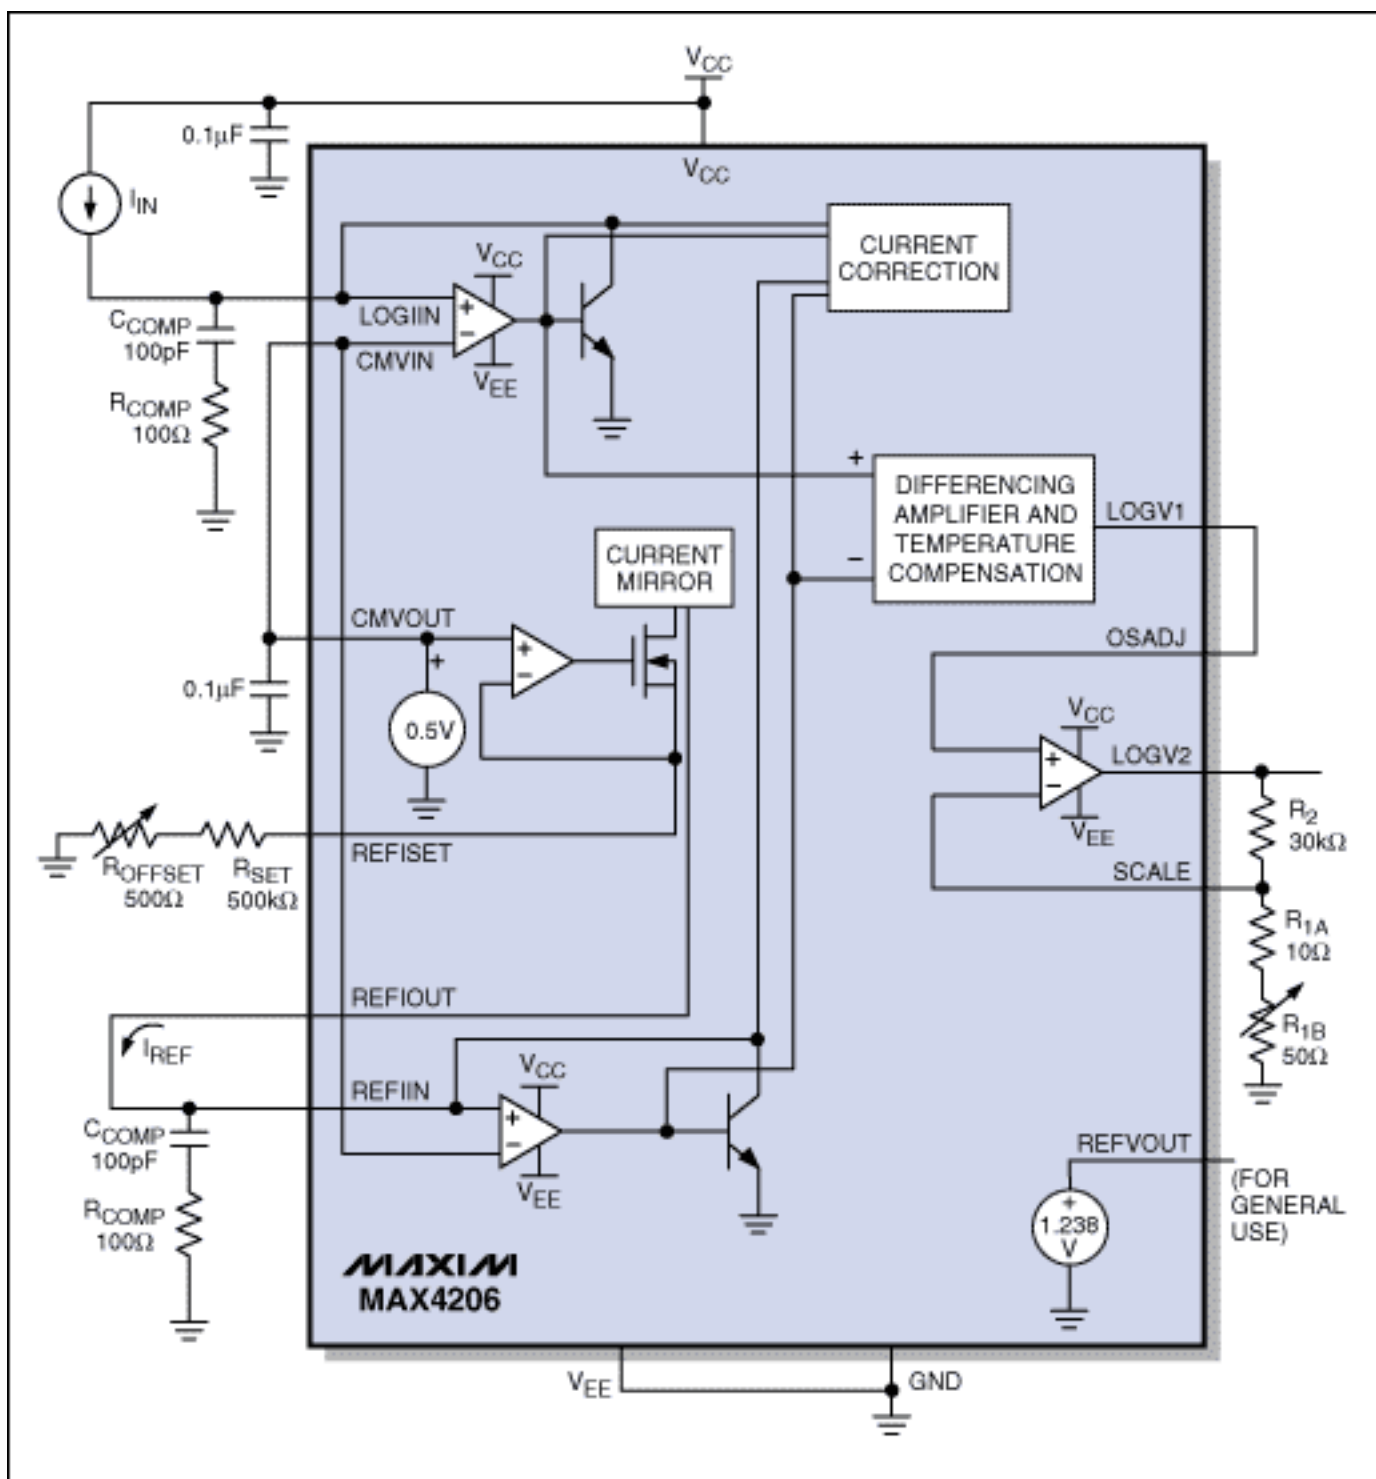 VCC
0.1μF
VCC
IIN
CURRENT
CORRECTION
VCC
LOGIIN
CCOMP
100pF
CMVIN
VEE
RCOMP
100Ω
+
−
+
−
DIFFERENCING
AMPLIFIER AND
TEMPERATURE
COMPENSATION
LOGV1
CURRENT
MIRROR
CMVOUT
+
−
+
OSADJ
0.1μF
0.5V
VCC
LOGV2
+
−
VEE
R2
30kΩ
REFISET
ROFFSET
500Ω
RSET
500kΩ
SCALE
R1A
10Ω
REFIOUT
IREF
R1B
50Ω
VCC
REFIIN
+
−
VEE
CCOMP
100pF
REFVOUT
(FOR
GENERAL
USE)
RCOMP
100Ω
+
1.238
V
MAXIM
MAX4206
VEE
GND